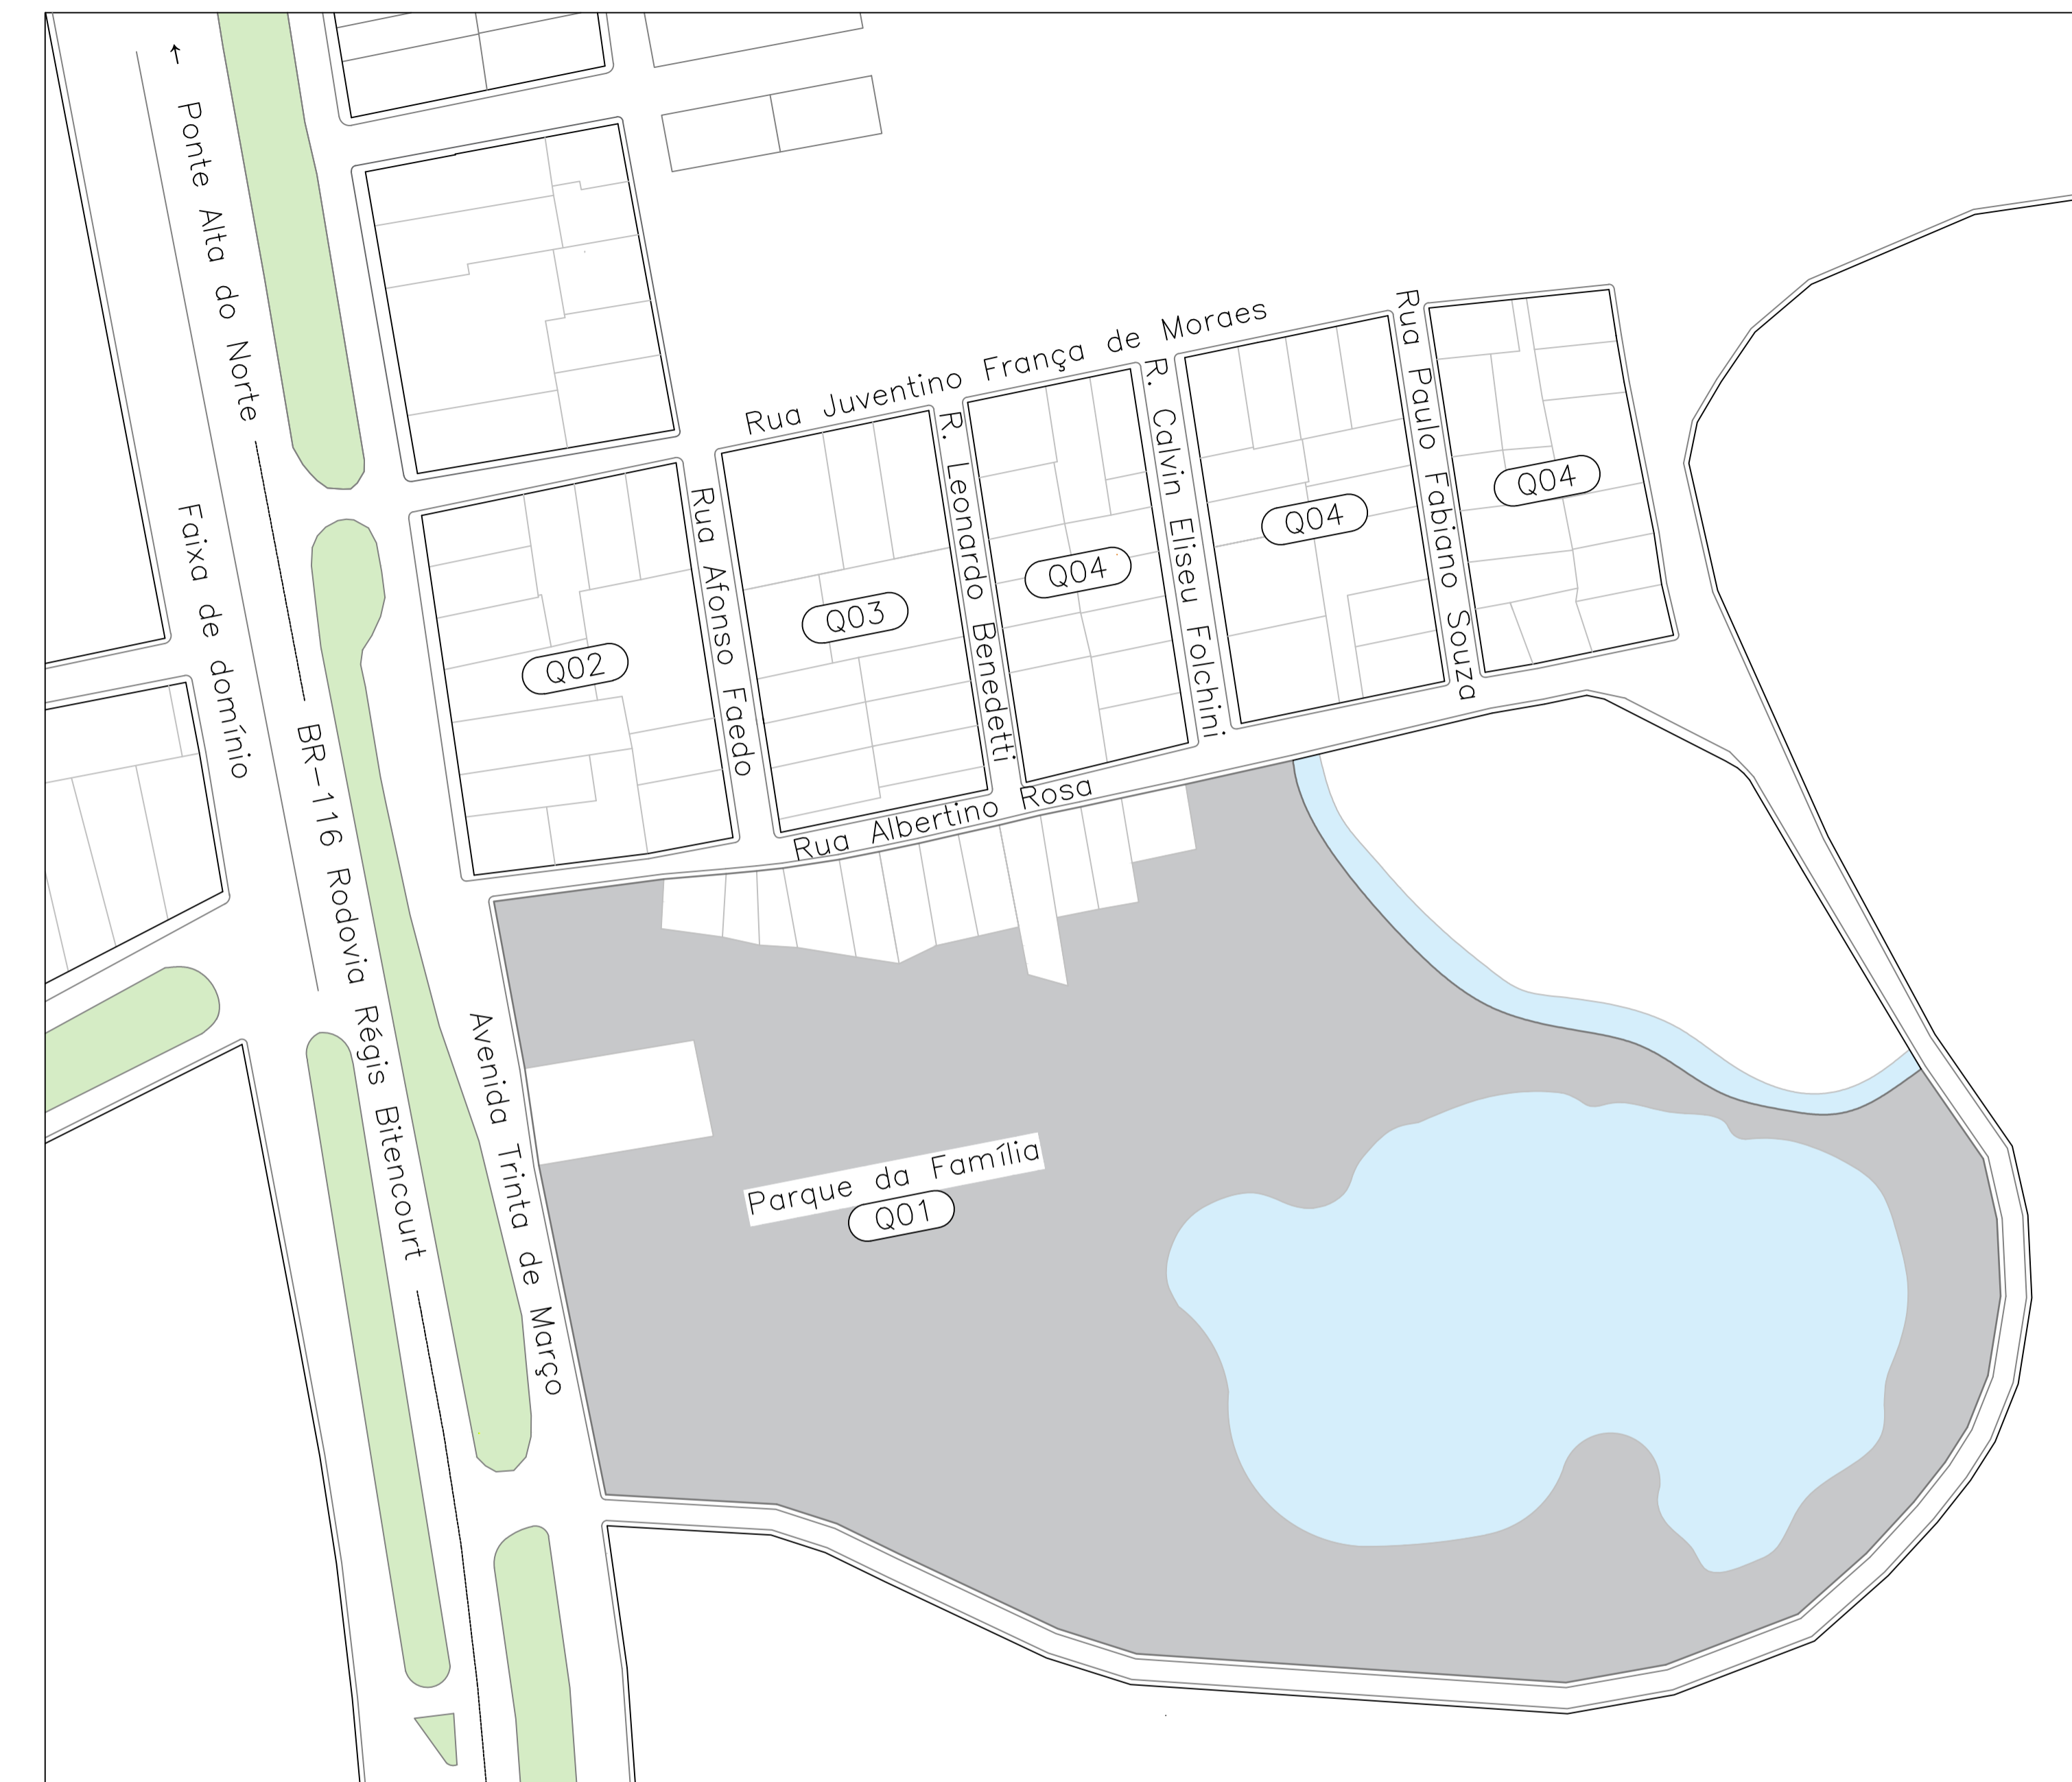 ← Ponte Alta do Norte
Faixa de domínio
BR-116 Rodovia Régis Bitencourt
Avenida Trinta de Março
Rua Juventino França de Moraes
Rua Afonso Faedo
R. Leonardo Benedetti
R. Calvin Eliseu Folchini
Rua Paulo Fabiano Souza
Rua Albertino Rosa
Q02
Q03
Q04
Q04
Q04
Parque da Família
Q01